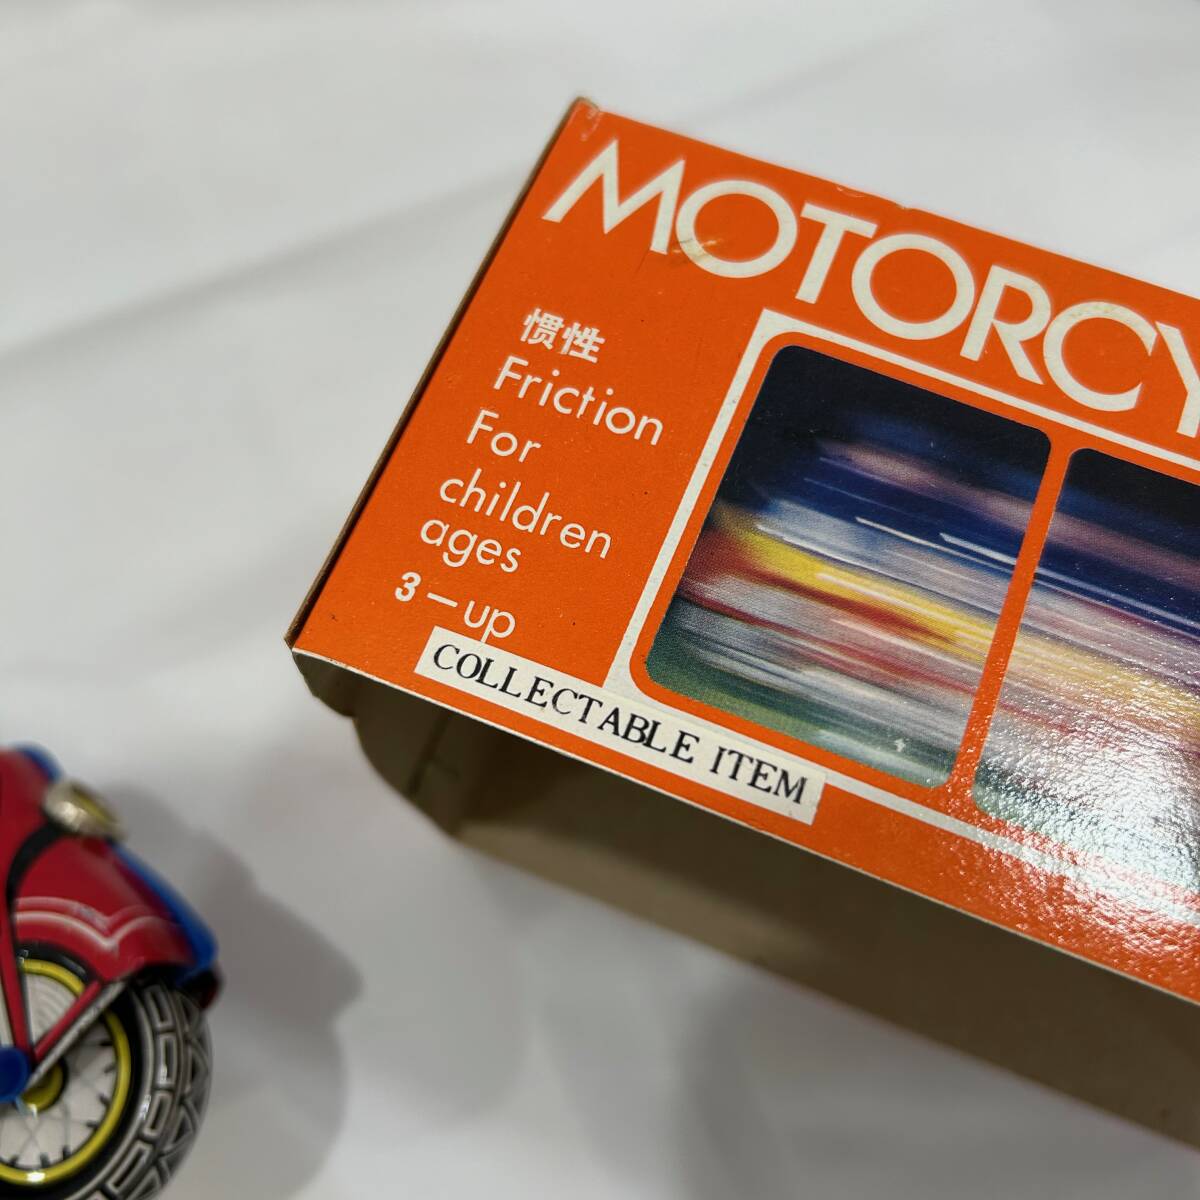 MOTORCY
惯性
Friction
For
children
ages
3-up
COLLECTABLE ITEM